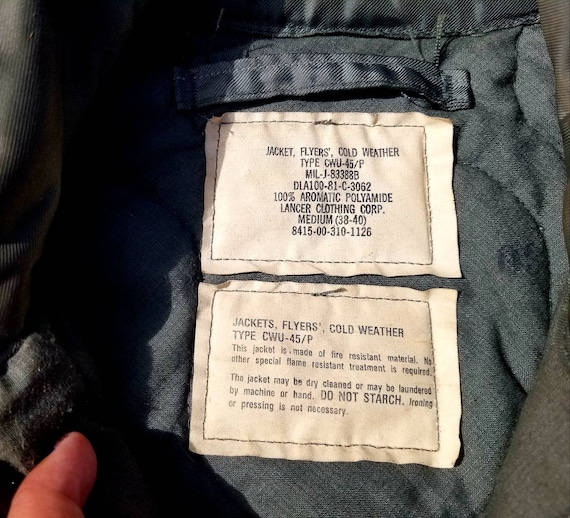 JACKET, FLYERS', COLD WEATHER
TYPE CWU-45/P
MIL-J-83388B
DLA100-81-C-3062
100% AROMATIC POLYAMIDE
LANCER CLOTHING CORP.
MEDIUM (38-40)
8415-00-310-1126
JACKETS, FLYERS', COLD WEATHER
TYPE CWU-45/P
This jacket is made of fire resistant material. No
other special flame resistant treatment is required.
The jacket may be dry cleaned or may be laundered
by machine or hand. DO NOT STARCH. Ironing
or pressing is not necessary.